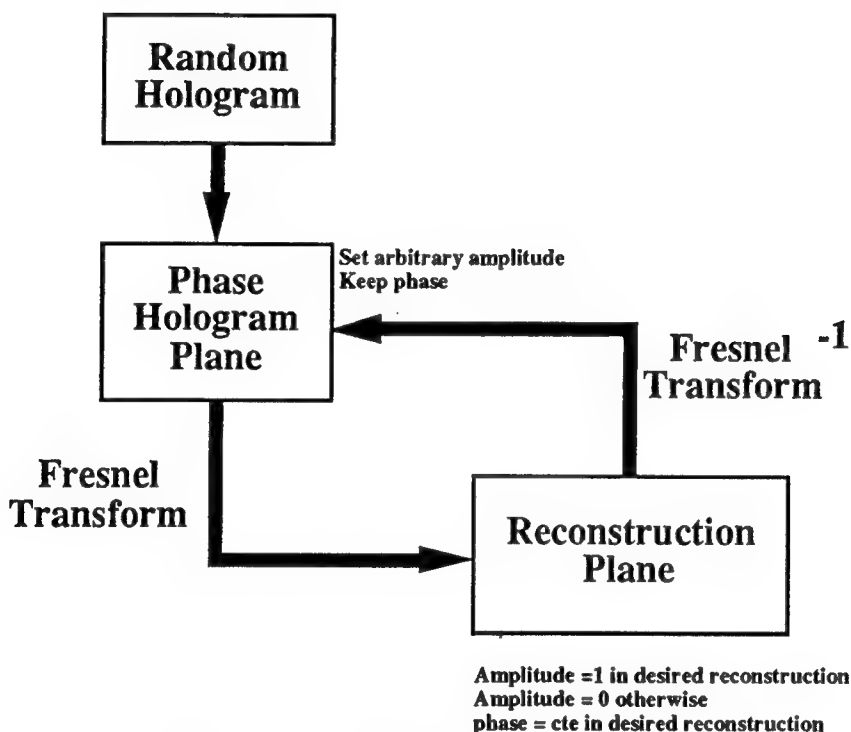 Random
Hologram
Phase
Hologram
Plane
Set arbitrary amplitude
Keep phase
Fresnel -1
Transform
Fresnel
Transform
Reconstruction
Plane
Amplitude =1 in desired reconstruction
Amplitude = 0 otherwise
phase = cte in desired reconstruction